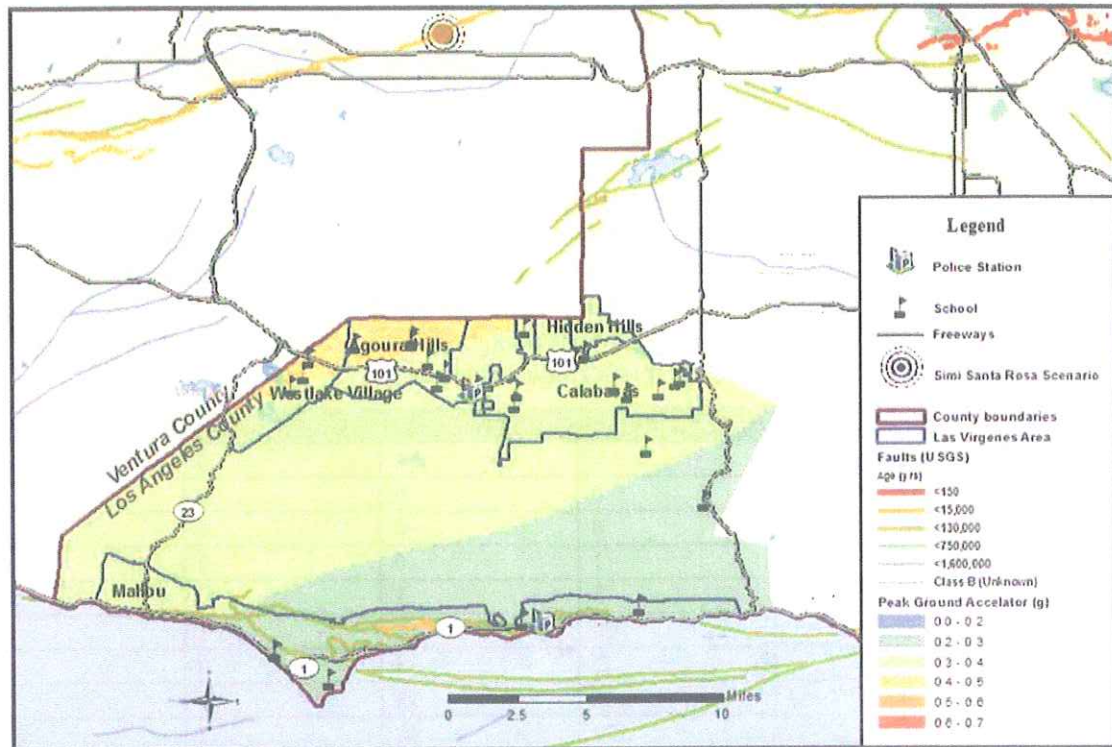 Hidden Hills
Agoura Hills
101
101
Westlake Village
Calabasas
Ventura County
Los Angeles County
23
Malibu
1
1
Miles
0 2.5 5 10
Legend
Police Station
School
Freeways
Simi Santa Rosa Scenario
County boundaries
Las Virgenes Area
Faults (USGS)
Age (yrs)
<150
<15,000
<130,000
<750,000
<1,600,000
Class B (Unknown)
Peak Ground Accelator (g)
0.0 - 0.2
0.2 - 0.3
0.3 - 0.4
0.4 - 0.5
0.5 - 0.6
0.6 - 0.7